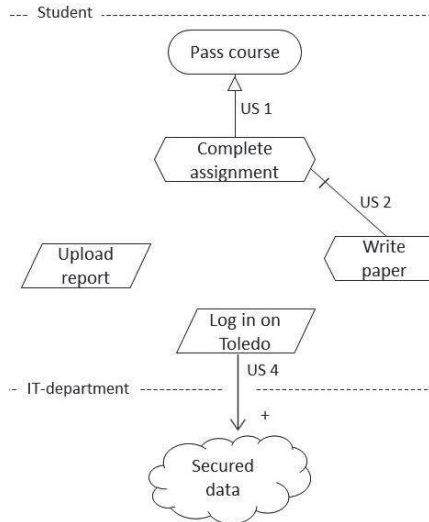 Student
Pass course
US 1
Complete
assignment
US 2
Upload
report
Write
paper
Log in on
Toledo
US 4
IT-department
+
Secured
data